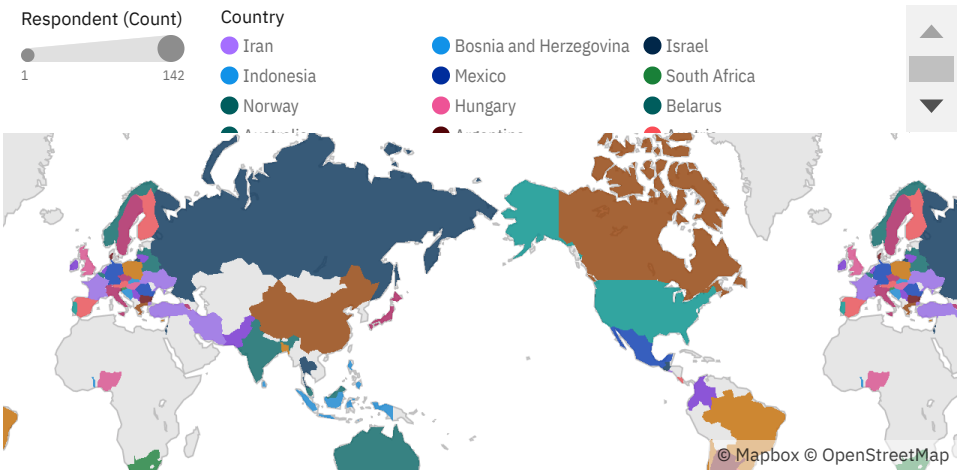 Respondent (Count)
1 142
Country
Iran
Bosnia and Herzegovina
Israel
Indonesia
Mexico
South Africa
Norway
Hungary
Belarus
© Mapbox © OpenStreetMap